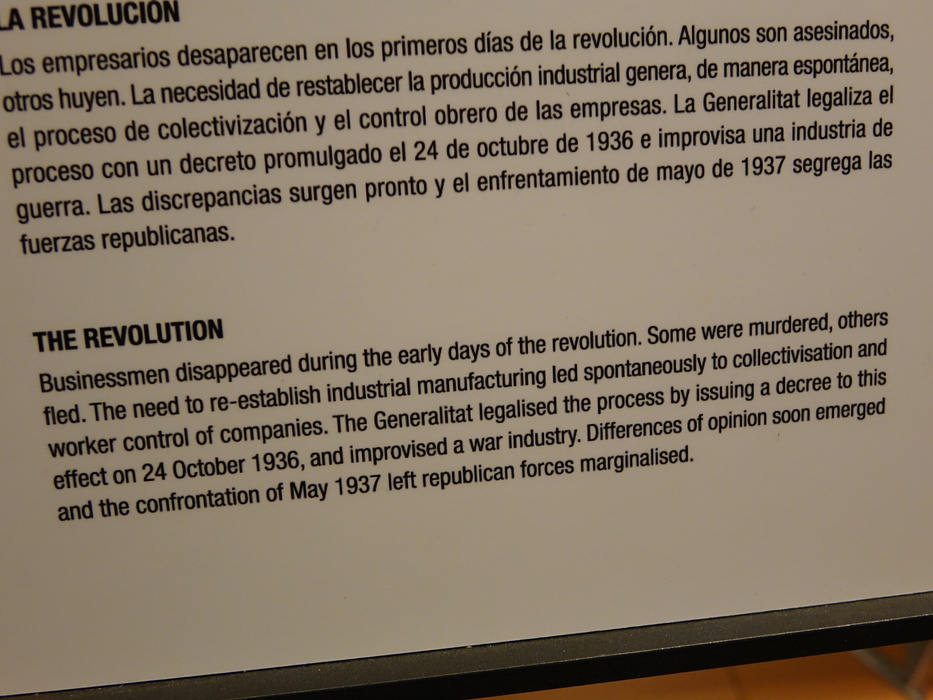 LA REVOLUCIÓN
Los empresarios desaparecen en los primeros días de la revolución. Algunos son asesinados,
otros huyen. La necesidad de restablecer la producción industrial genera, de manera espontánea,
el proceso de colectivización y el control obrero de las empresas. La Generalitat legaliza el
proceso con un decreto promulgado el 24 de octubre de 1936 e improvisa una industria de
guerra. Las discrepancias surgen pronto y el enfrentamiento de mayo de 1937 segrega las
fuerzas republicanas.
THE REVOLUTION
Businessmen disappeared during the early days of the revolution. Some were murdered, others
fled. The need to re-establish industrial manufacturing led spontaneously to collectivisation and
worker control of companies. The Generalitat legalised the process by issuing a decree to this
effect on 24 October 1936, and improvised a war industry. Differences of opinion soon emerged
and the confrontation of May 1937 left republican forces marginalised.